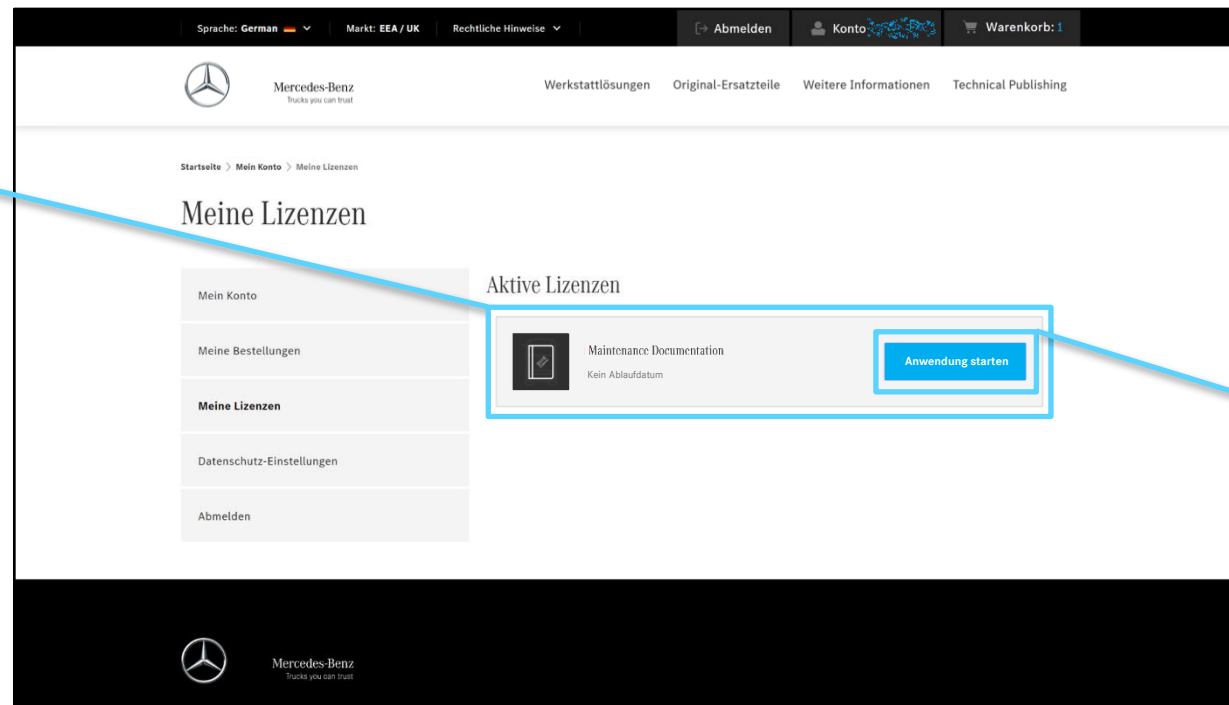 Sprache: German Markt: EEA / UK Rechtliche Hinweise Abmelden Konto Warenkorb: 1
Mercedes-Benz
Trucks you can trust
Werkstattlösungen Original-Ersatzteile Weitere Informationen Technical Publishing
Startseite > Mein Konto > Meine Lizenzen
Meine Lizenzen
Mein Konto
Meine Bestellungen
Meine Lizenzen
Datenschutz-Einstellungen
Abmelden
Aktive Lizenzen
Maintenance Documentation
Kein Ablaufdatum
Anwendung starten
Mercedes-Benz
Trucks you can trust